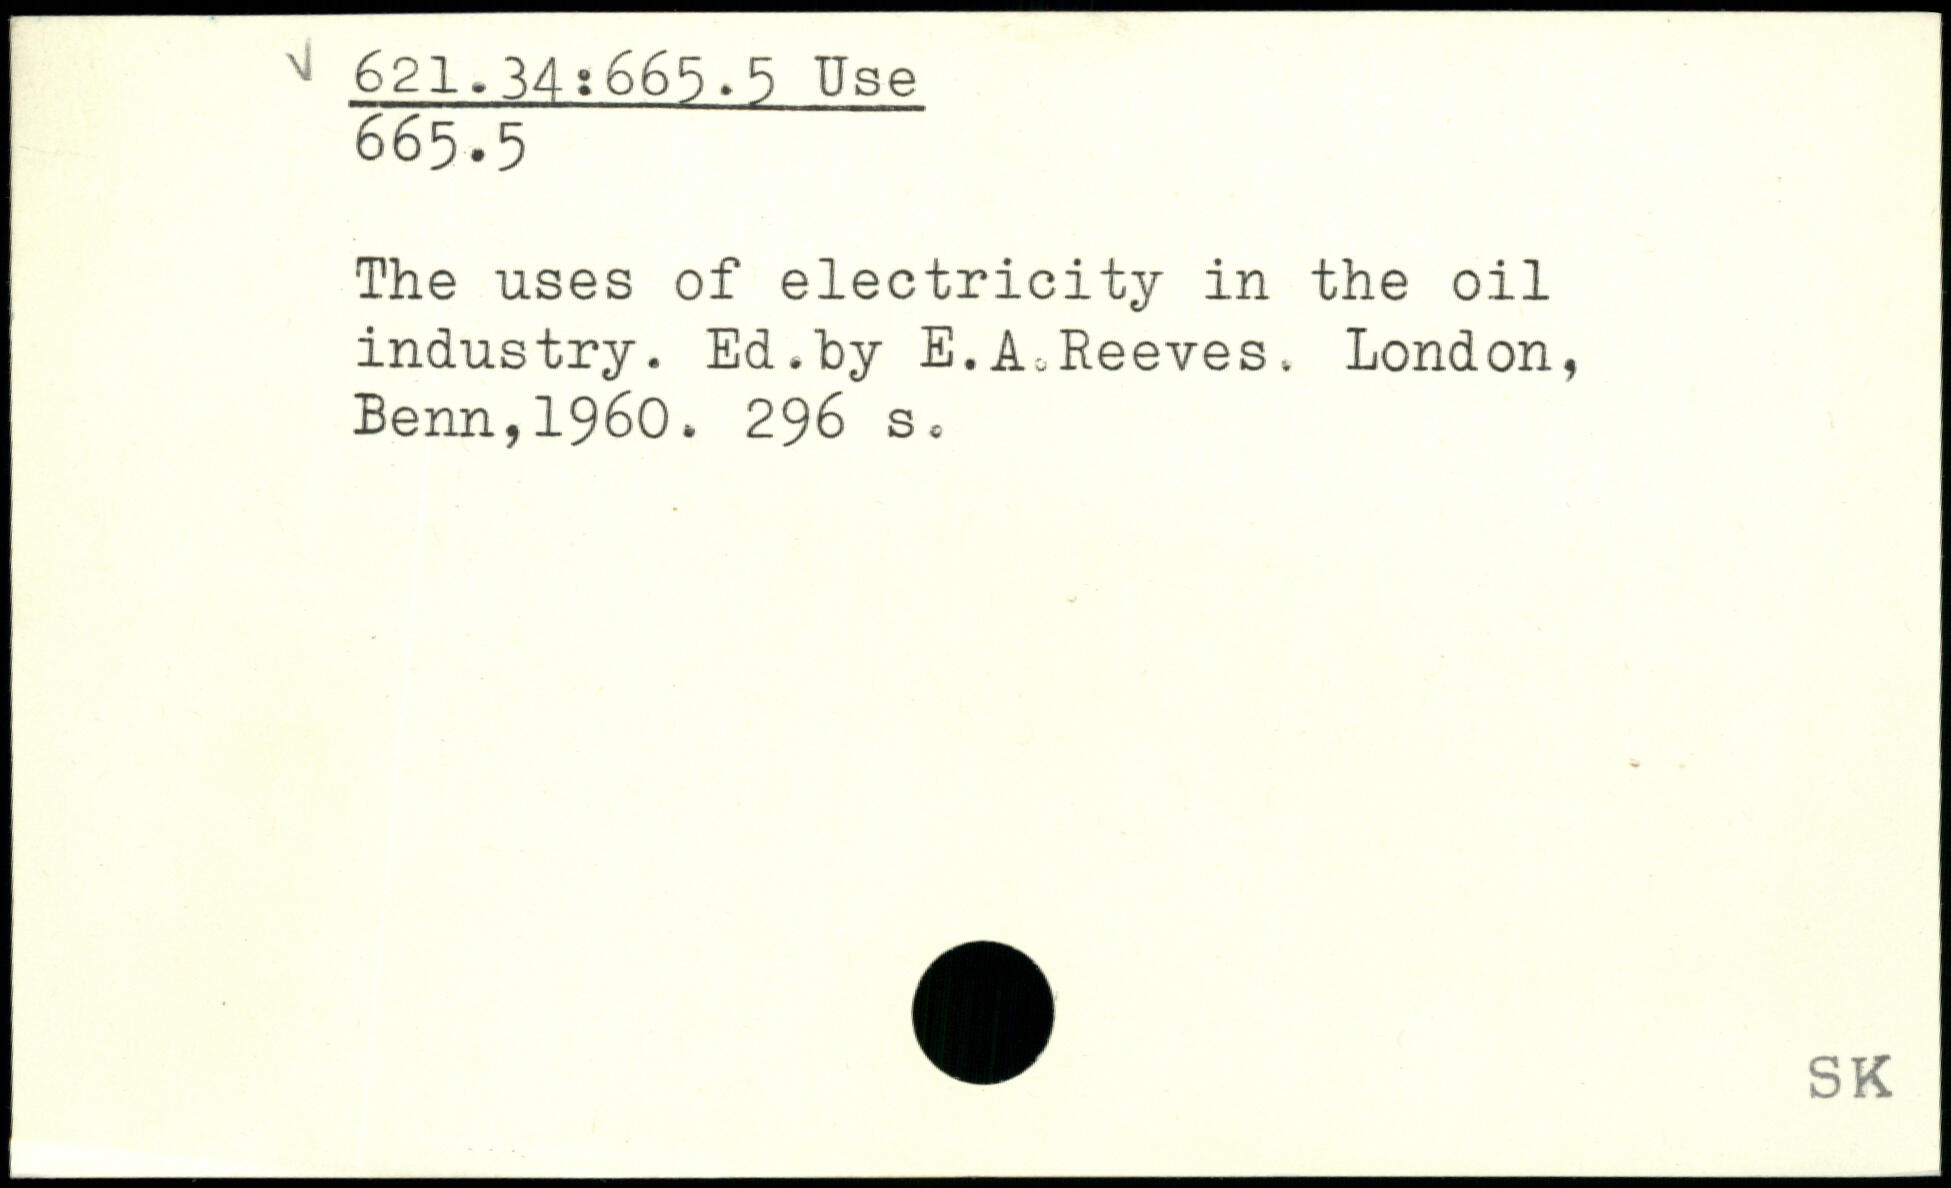 √ 621.34:665.5 Use
665.5
The uses of electricity in the oil
industry. Ed.by E.A.Reeves. London,
Benn,1960. 296 s.
SK